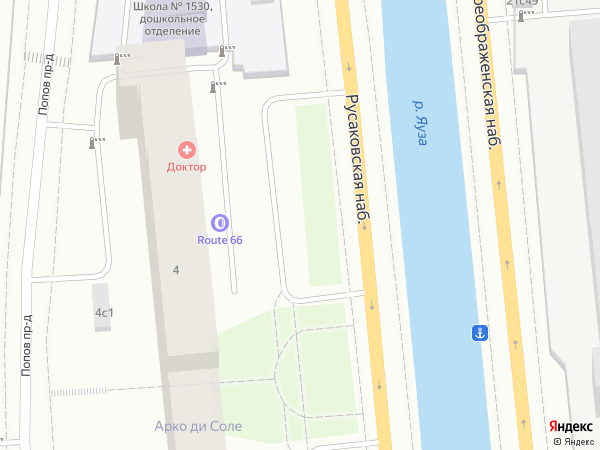 Школа № 1530,
дошкольное
отделение
21с49
Попов пр-д
Преображенская наб.
Русаковская наб.
р. Яуза
Доктор
Route 66
4
4с1
Попов пр-д
Арко ди Соле
Яндекс
© Яндекс